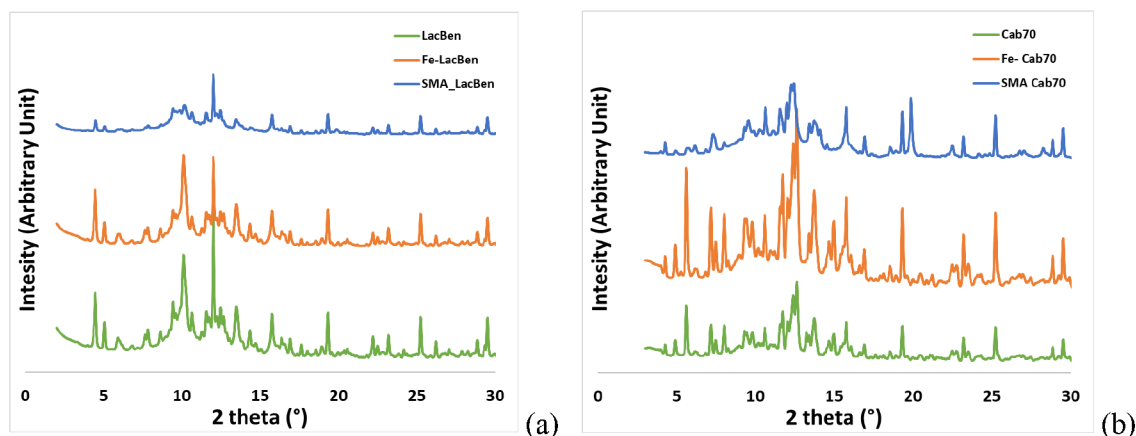 LacBen
Fe-LacBen
SMA_LacBen
Intesity (Arbitrary Unit)
0 5 10 15 20 25 30
2 theta (°)
(a)
Cab70
Fe- Cab70
SMA Cab70
Intesity (Arbitrary Unit)
0 5 10 15 20 25 30
2 theta (°)
(b)